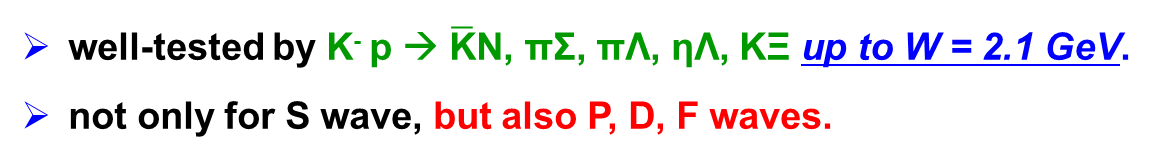 ➢ well-tested by K⁻ p → K̅N, πΣ, πΛ, ηΛ, KΞ up to W = 2.1 GeV.
➢ not only for S wave, but also P, D, F waves.